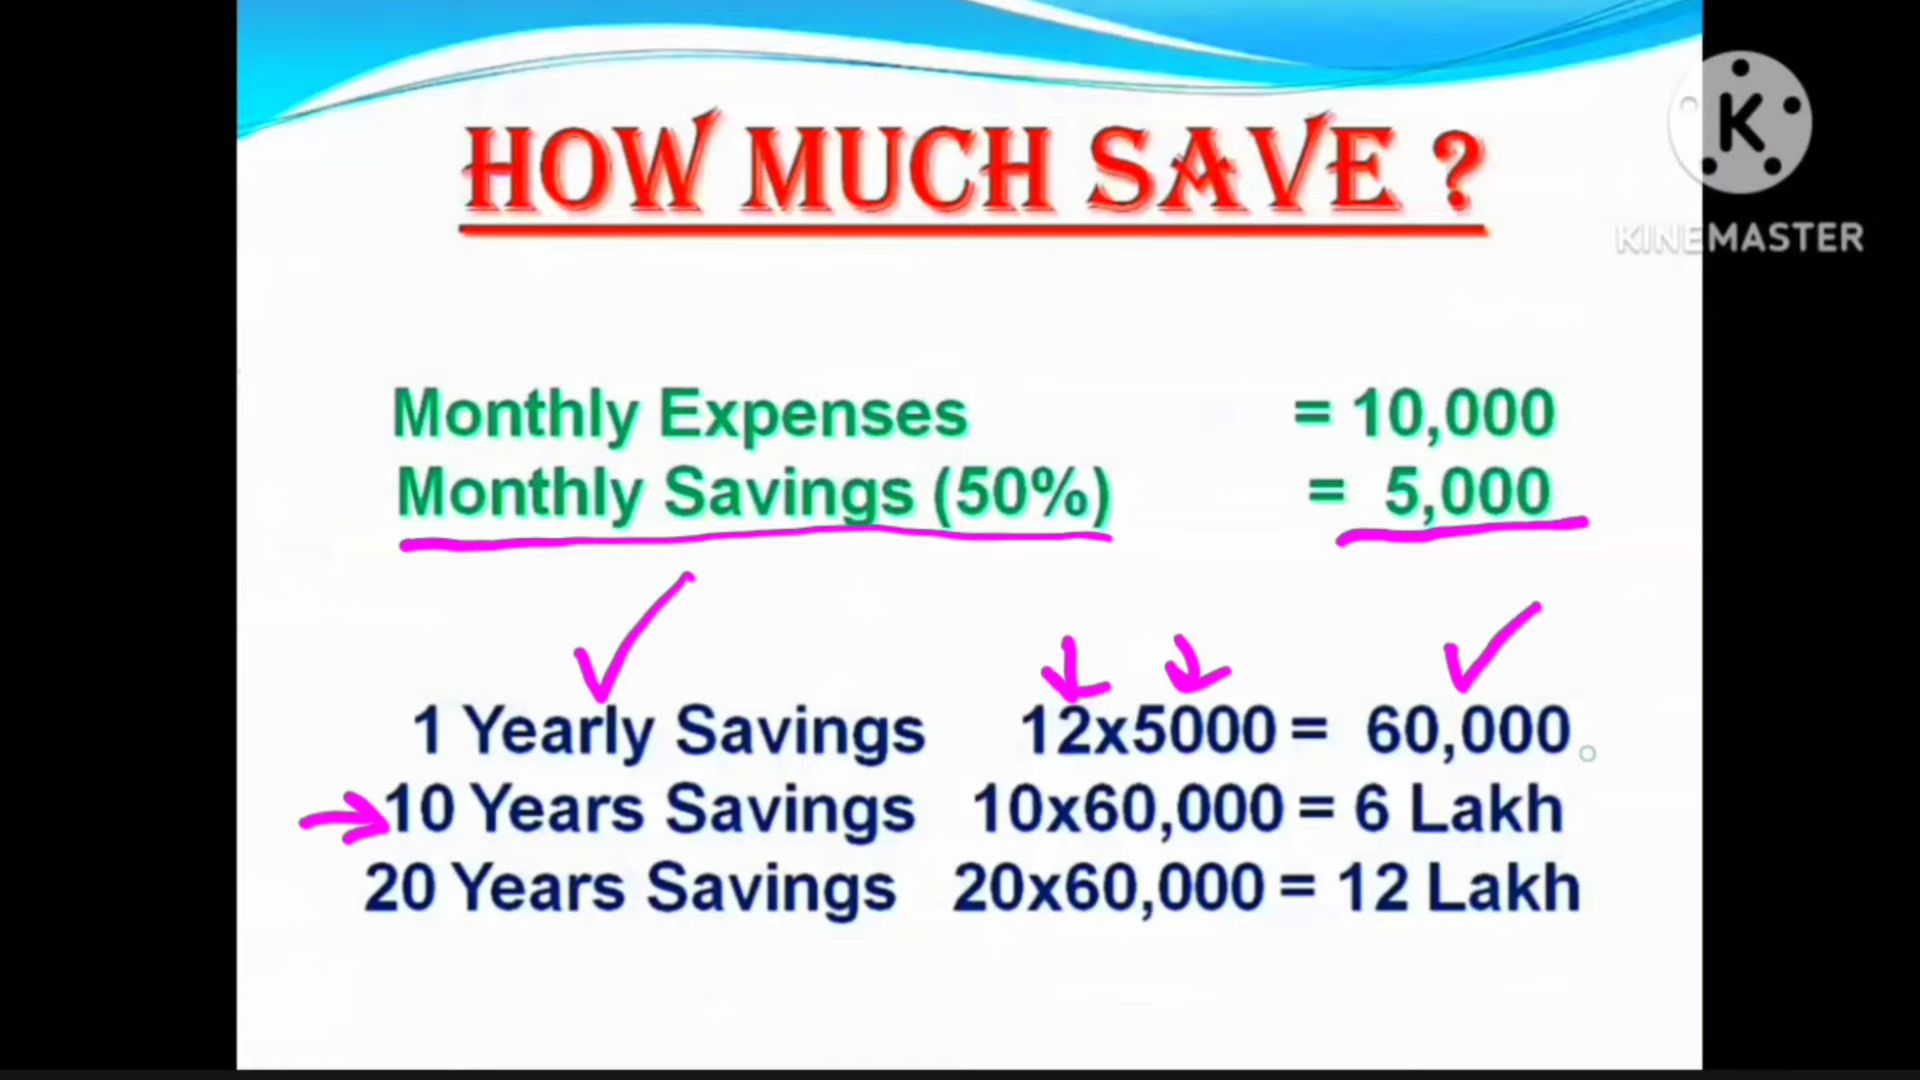 HOW MUCH SAVE ?
K
KINEMASTER
Monthly Expenses = 10,000
Monthly Savings (50%) = 5,000
1 Yearly Savings 12x5000 = 60,000
10 Years Savings 10x60,000 = 6 Lakh
20 Years Savings 20x60,000 = 12 Lakh